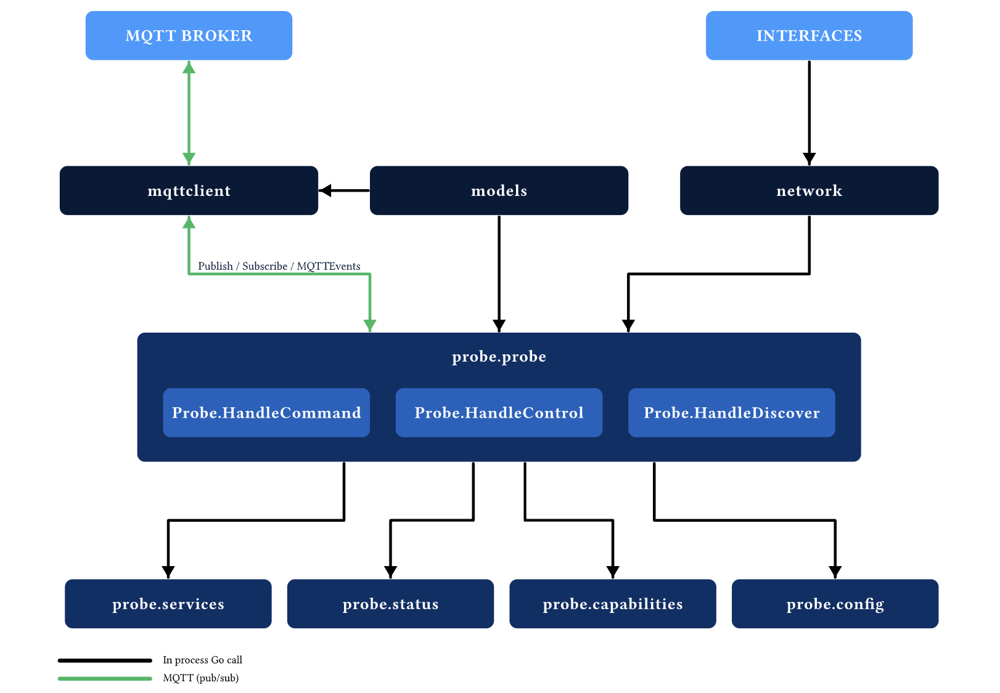 MQTT BROKER
INTERFACES
mqttclient
models
network
Publish / Subscribe / MQTTEvents
probe.probe
Probe.HandleCommand
Probe.HandleControl
Probe.HandleDiscover
probe.services
probe.status
probe.capabilities
probe.config
In process Go call
MQTT (pub/sub)